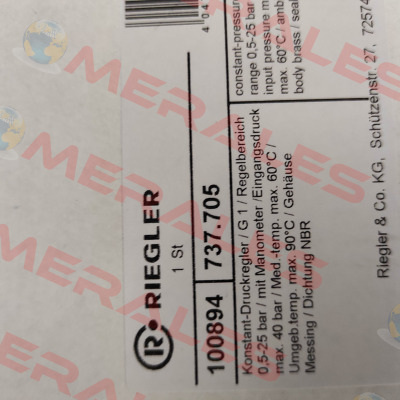 RIEGLER
1 St
100894 737.705
Konstant-Druckregler / G 1 / Regelbereich
0,5-25 bar / mit Manometer /Eingangsdruck
max. 40 bar / Med.-temp. max. 60°C /
Umgeb.temp. max. 90°C / Gehäuse
Messing / Dichtung NBR
constant-pressure
range 0,5-25 bar
input pressure m
max. 60°C / amb
body brass / seal
Riegler & Co. KG, Schützenstr. 27, 72574
MERALES
MERALES
MERALES